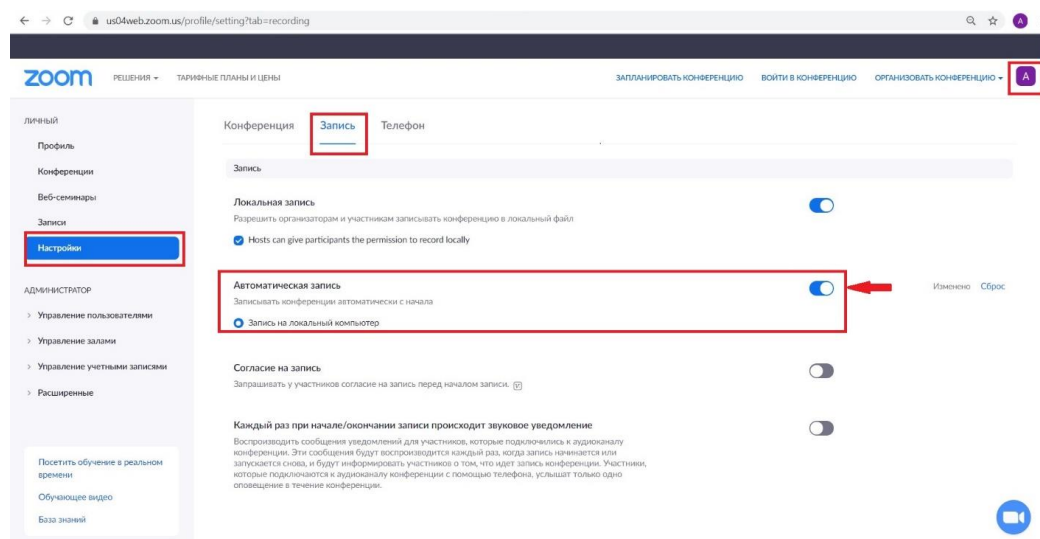 us04web.zoom.us/profile/setting?tab=recording
A
zoom РЕШЕНИЯ ТАРИФНЫЕ ПЛАНЫ И ЦЕНЫ ЗАПЛАНИРОВАТЬ КОНФЕРЕНЦИЮ ВОЙТИ В КОНФЕРЕНЦИЮ ОРГАНИЗОВАТЬ КОНФЕРЕНЦИЮ A
ЛИЧНЫЙ
Профиль
Конференции
Веб-семинары
Записи
Настройки
АДМИНИСТРАТОР
Управление пользователями
Управление залами
Управление учетными записями
Расширенные
Посетить обучение в реальном
времени
Обучающее видео
База знаний
Конференция Запись Телефон
Запись
Локальная запись
Разрешить организаторам и участникам записывать конференцию в локальный файл
Hosts can give participants the permission to record locally
Автоматическая запись
Записывать конференции автоматически с начала
Запись на локальный компьютер
Изменено Сброс
Согласие на запись
Запрашивать у участников согласие на запись перед началом записи.
Каждый раз при начале/окончании записи происходит звуковое уведомление
Воспроизводить сообщения уведомлений для участников, которые подключились к аудиоканалу
конференции. Эти сообщения будут воспроизводится каждый раз, когда запись начинается или
запускается снова, и будут информировать участников о том, что идет запись конференции. Участники,
которые подключаются к аудиоканалу конференции с помощью телефона, услышат только одно
оповещение в течение конференции.